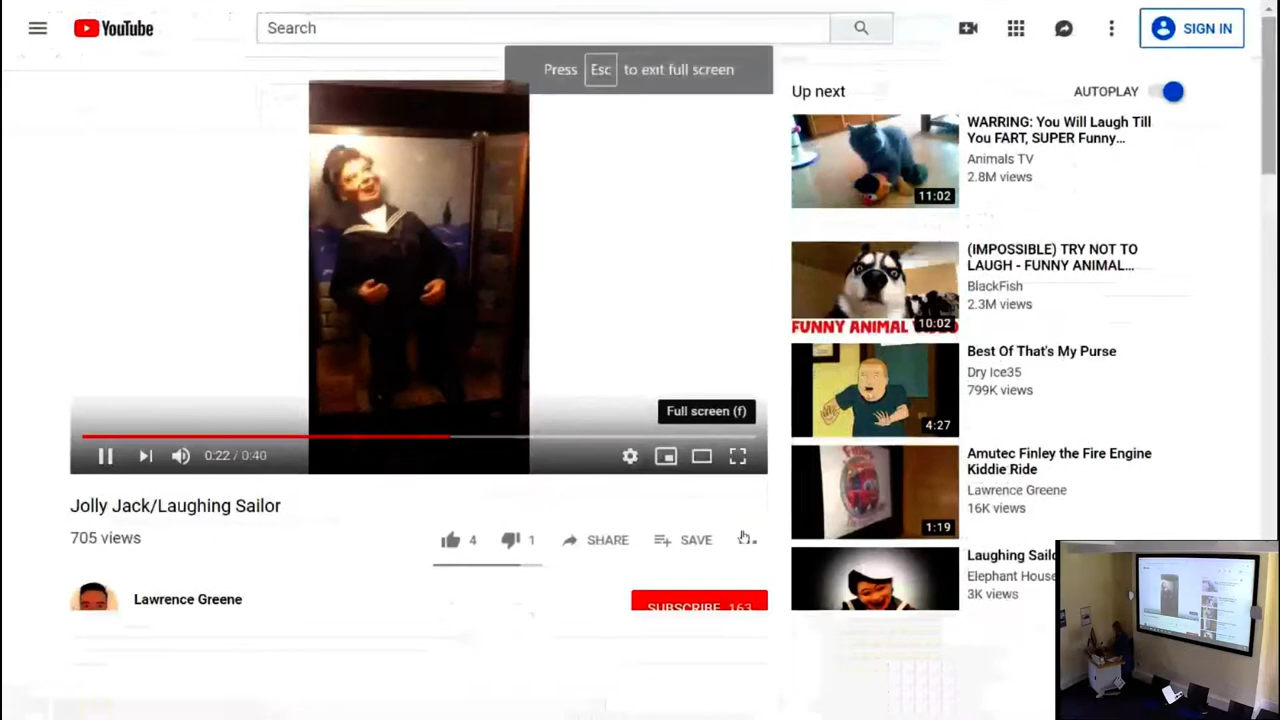 YouTube
Search
SIGN IN
Press Esc to exit full screen
Up next
AUTOPLAY
WARRING: You Will Laugh Till
You FART, SUPER Funny…
Animals TV
2.8M views
11:02
(IMPOSSIBLE) TRY NOT TO
LAUGH - FUNNY ANIMAL…
BlackFish
2.3M views
10:02
FUNNY ANIMAL
Best Of That's My Purse
Dry Ice35
799K views
4:27
Amutec Finley the Fire Engine
Kiddie Ride
Lawrence Greene
16K views
1:19
Laughing
Elephant
3K views
Full screen (f)
0:22 / 0:40
Jolly Jack/Laughing Sailor
705 views
4
1
SHARE
SAVE
Lawrence Greene
SUBSCRIBE 163